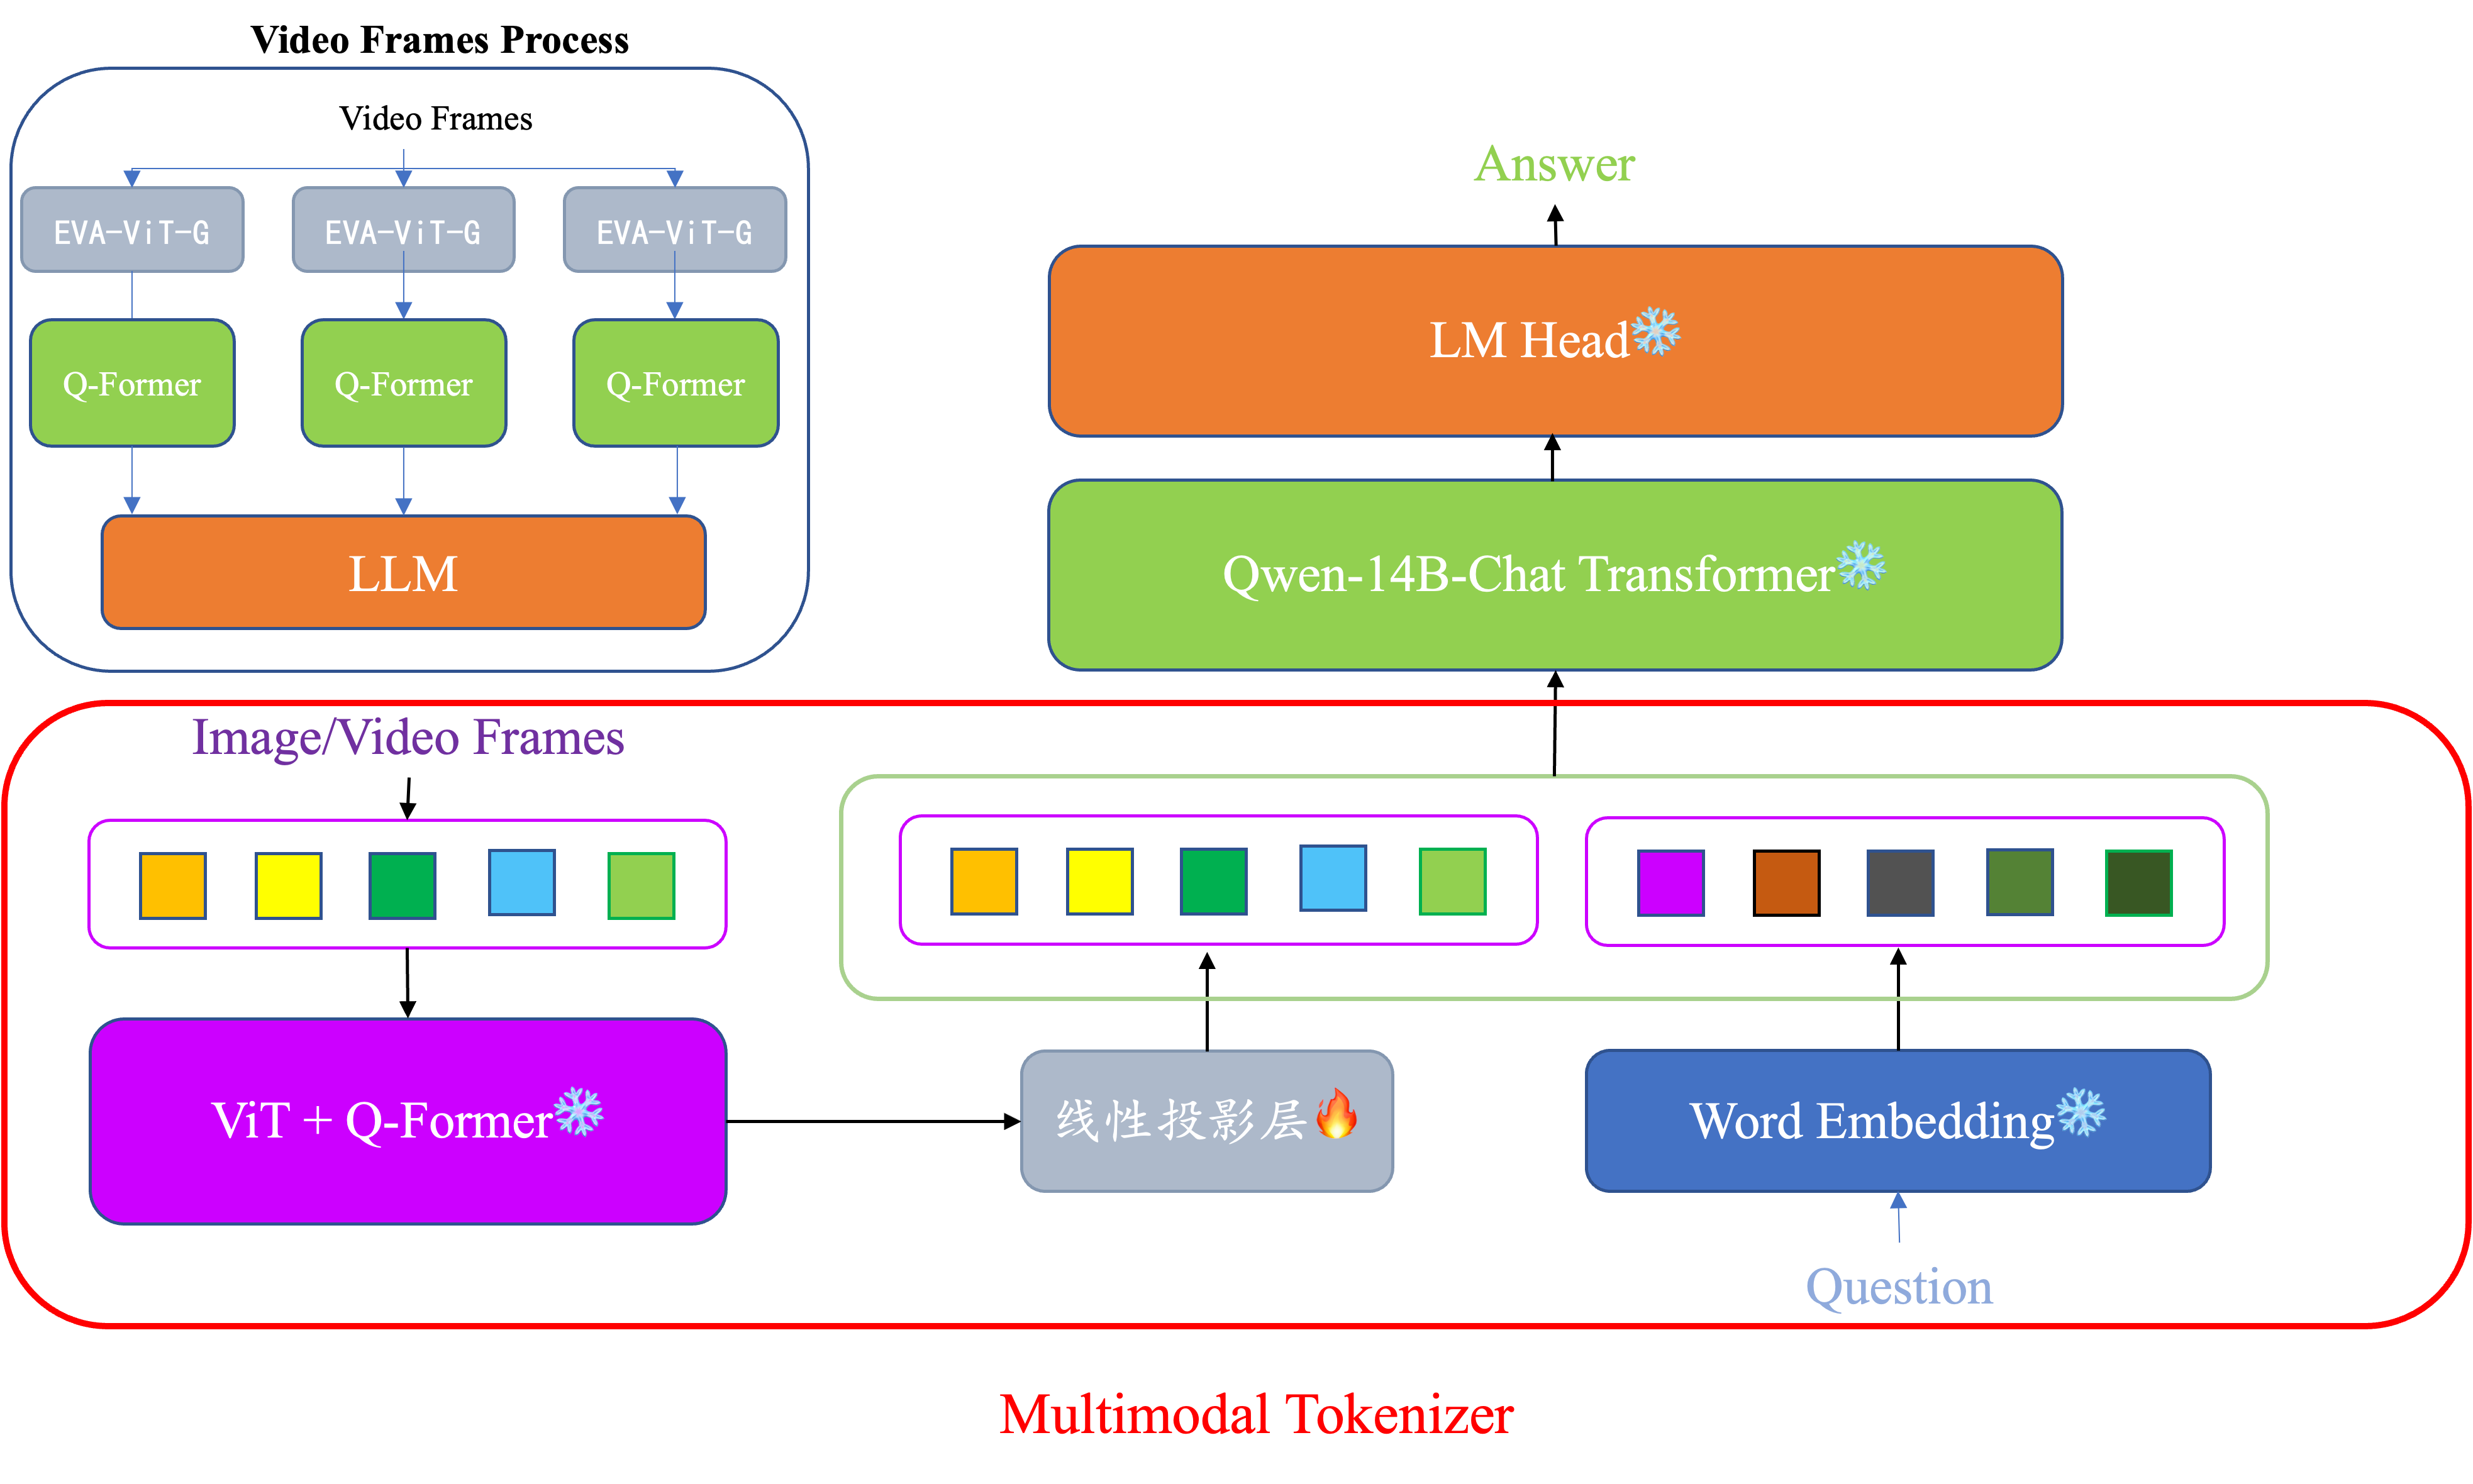 Video Frames Process
Video Frames
EVA-ViT-G
EVA-ViT-G
EVA-ViT-G
Q-Former
Q-Former
Q-Former
LLM
Answer
LM Head
Qwen-14B-Chat Transformer
Image/Video Frames
ViT + Q-Former
线性投影层
Word Embedding
Question
Multimodal Tokenizer